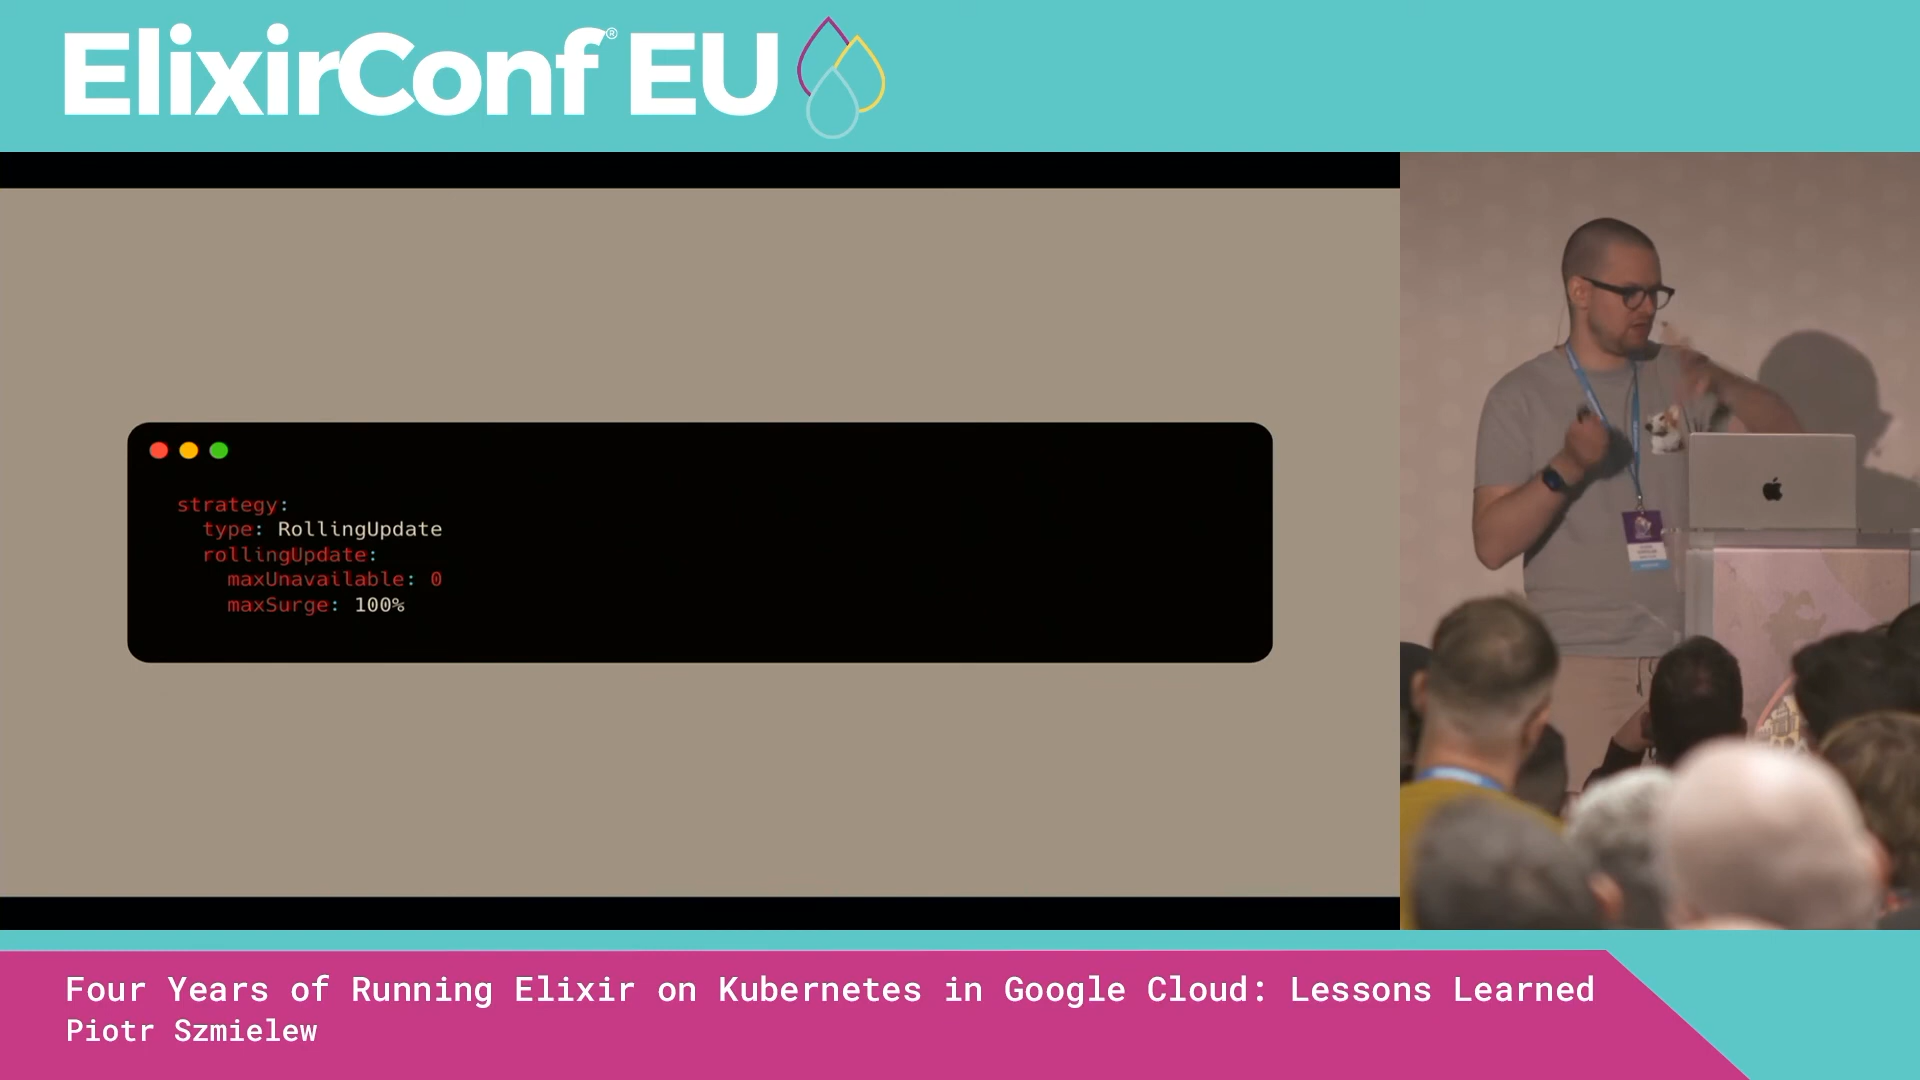 ElixirConf® EU
strategy:
type: RollingUpdate
rollingUpdate:
maxUnavailable: 0
maxSurge: 100%
Four Years of Running Elixir on Kubernetes in Google Cloud: Lessons Learned
Piotr Szmielew